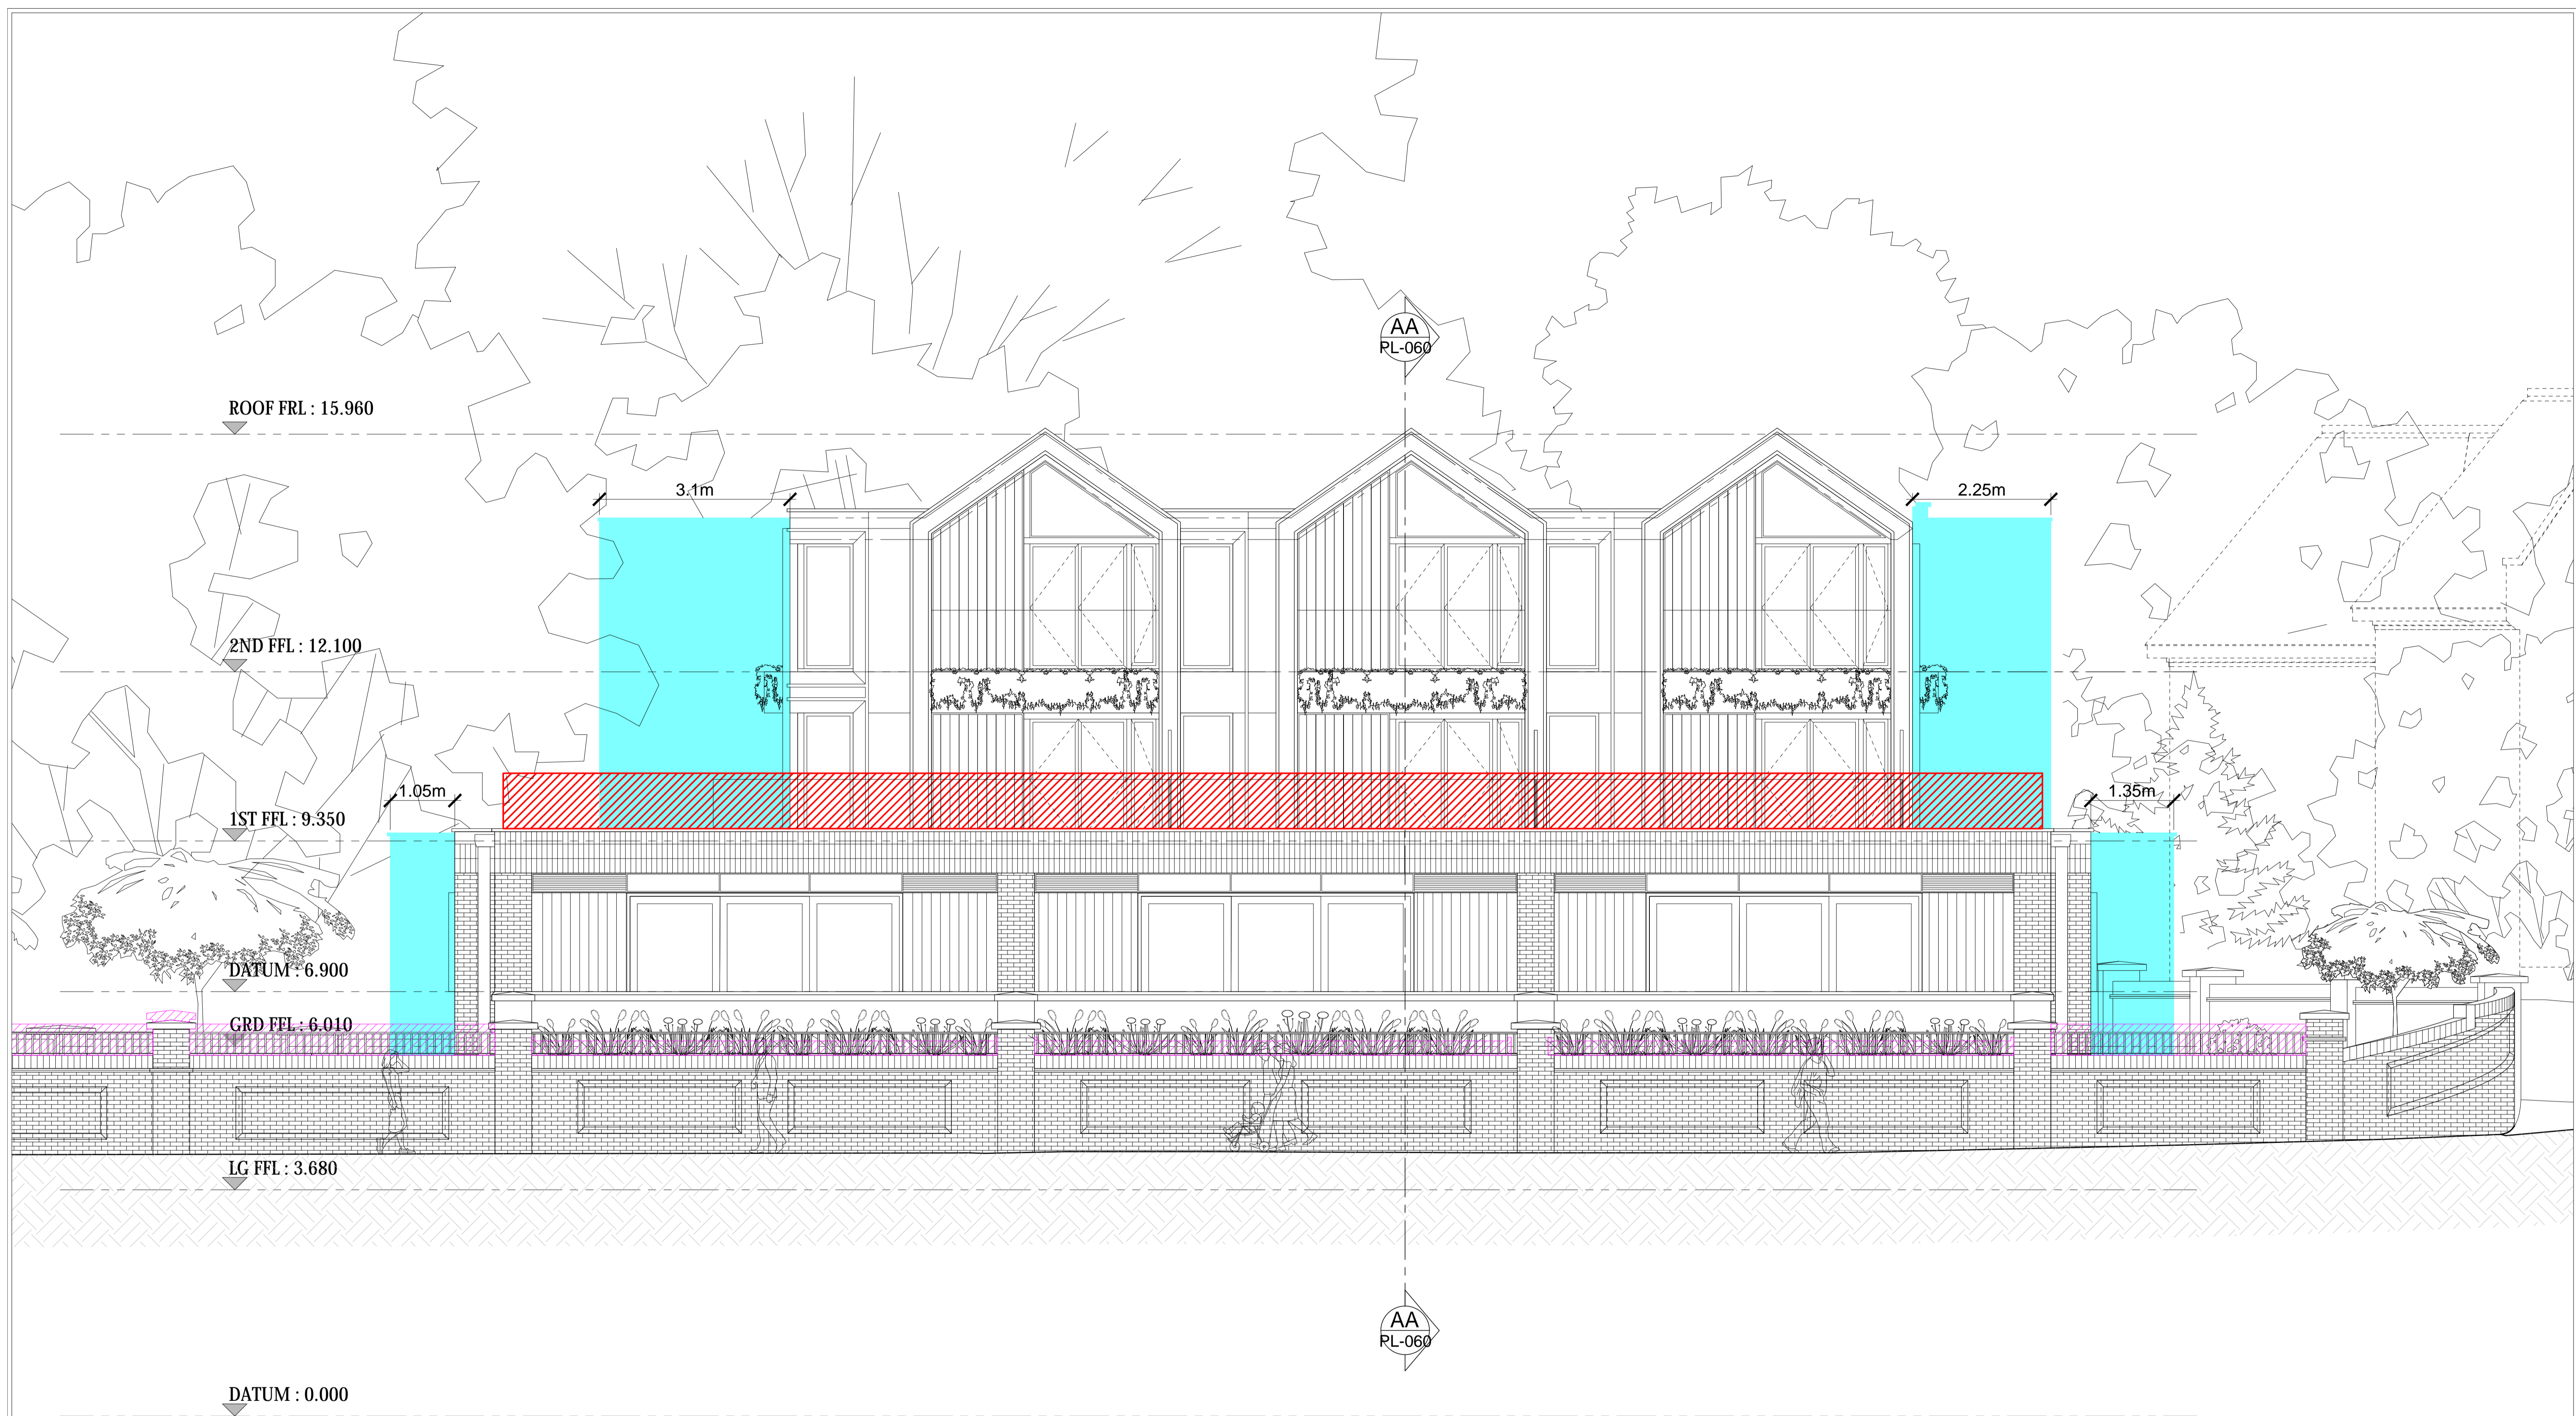 AA
PL-060
ROOF FRL : 15.960
3.1m
2.25m
2ND FFL : 12.100
1.05m
1.35m
1ST FFL : 9.350
DATUM : 6.900
GRD FFL : 6.010
LG FFL : 3.680
AA
PL-060
DATUM : 0.000